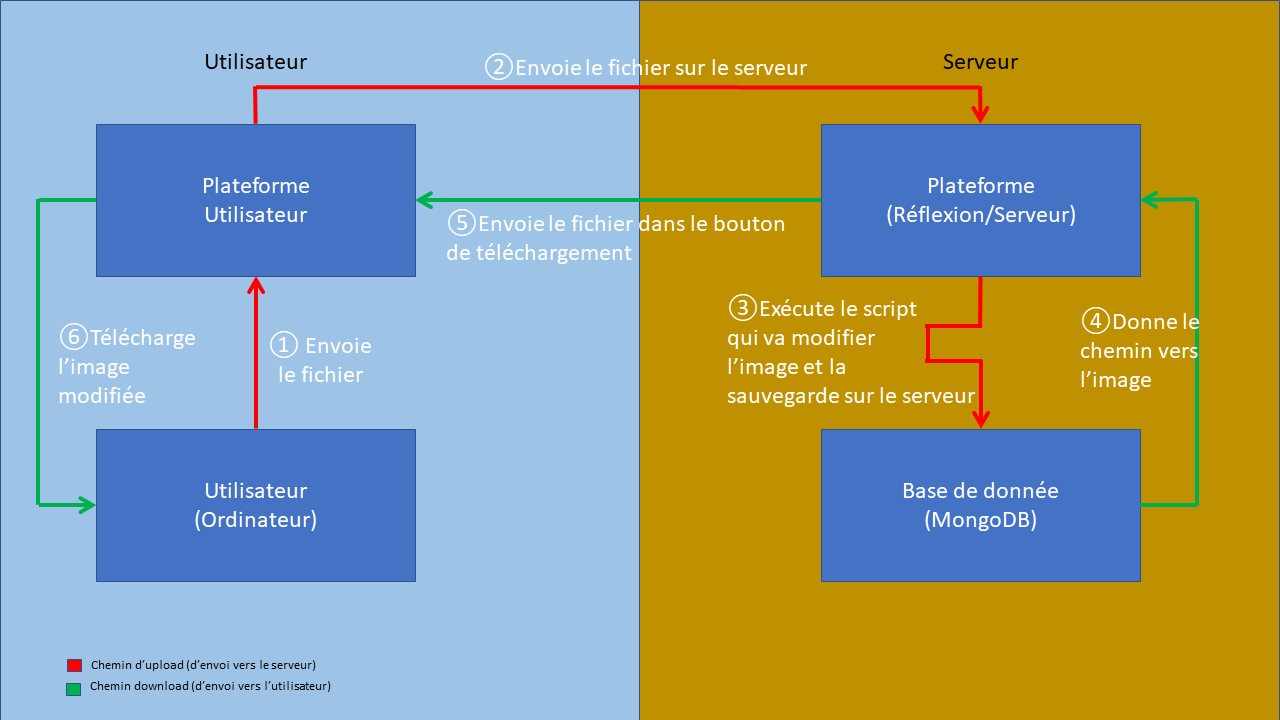 Utilisateur
Serveur
②Envoie le fichier sur le serveur
Plateforme
Utilisateur
Plateforme
(Réflexion/Serveur)
⑤Envoie le fichier dans le bouton
de téléchargement
⑥Télécharge
l’image
modifiée
① Envoie
le fichier
③Exécute le script
qui va modifier
l’image et la
sauvegarde sur le serveur
④Donne le
chemin vers
l’image
Utilisateur
(Ordinateur)
Base de donnée
(MongoDB)
Chemin d’upload (d’envoi vers le serveur)
Chemin download (d’envoi vers l’utilisateur)